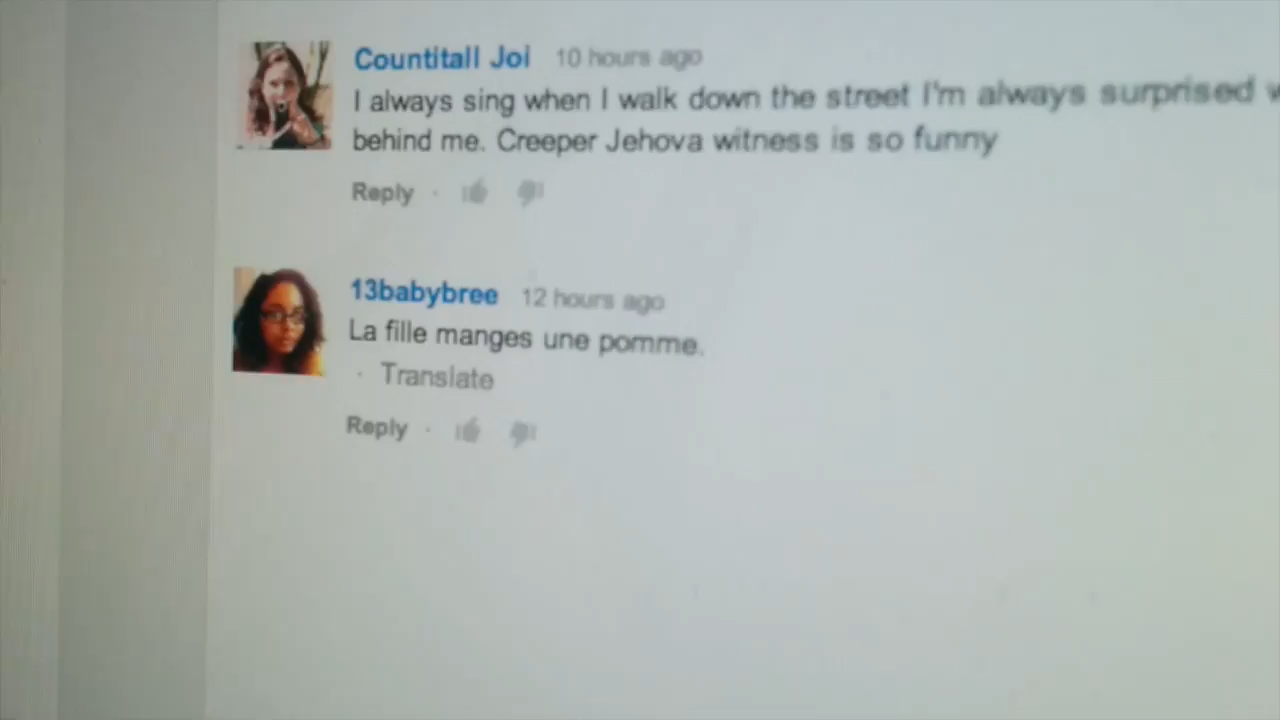 Countitall Joi 10 hours ago
I always sing when I walk down the street I'm always surprised
behind me. Creeper Jehova witness is so funny
Reply ·
13babybree 12 hours ago
La fille manges une pomme.
· Translate
Reply ·